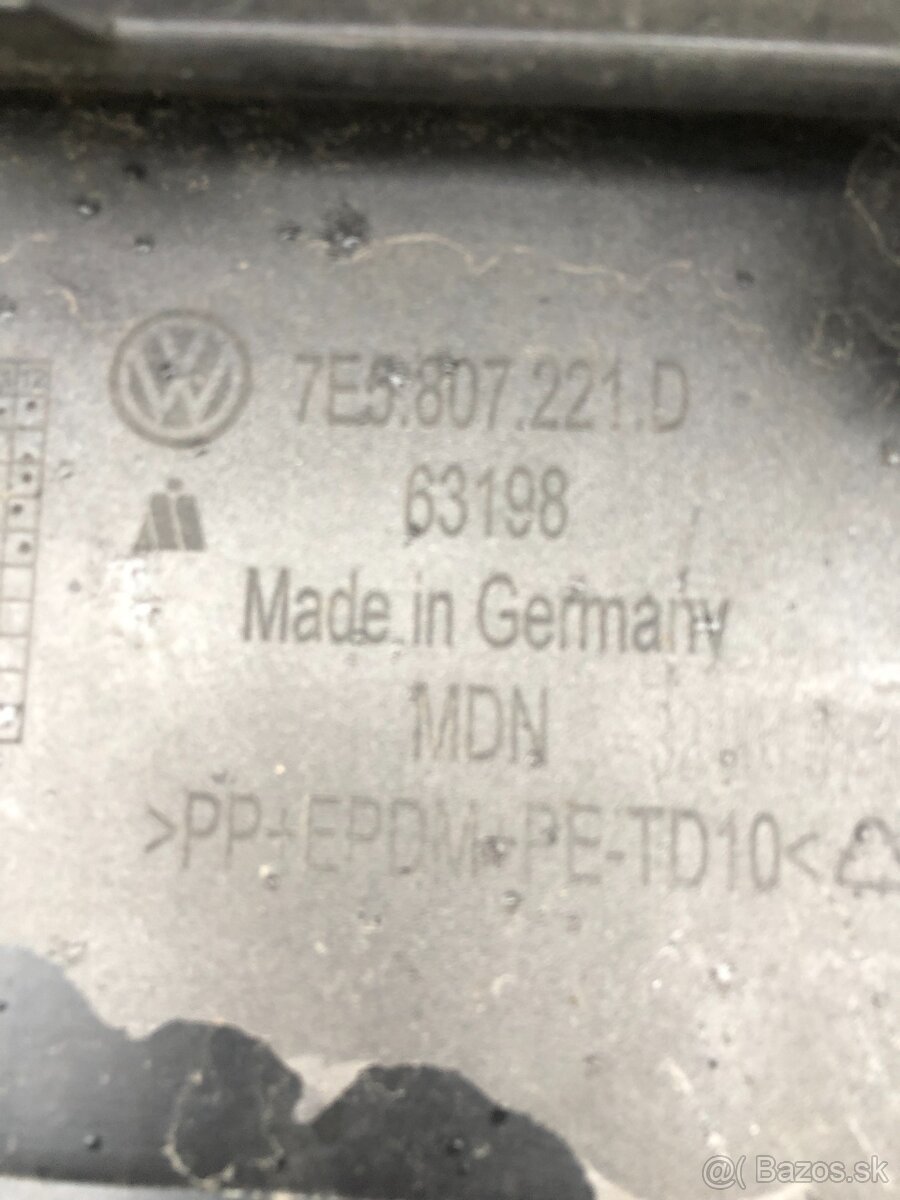 7E5.807.221.D
63198
Made in Germany
MDN
>PP+EPDM+PE-TD10<
@( Bazos.sk